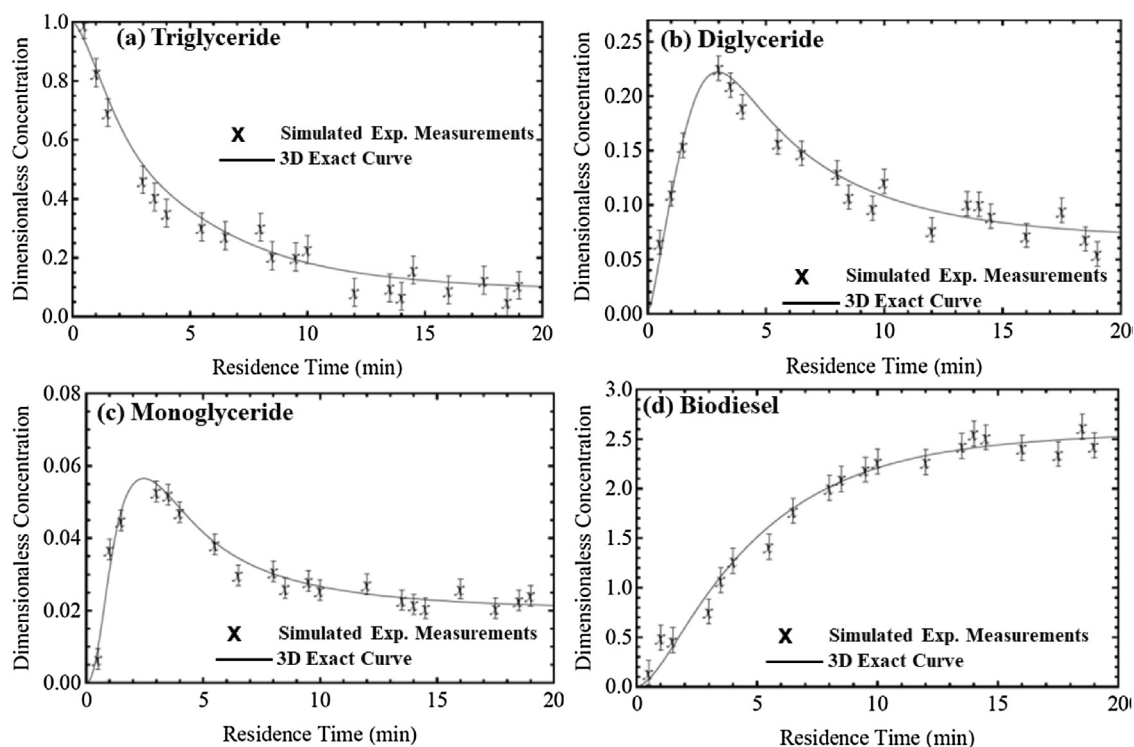 (a) Triglyceride
Dimensionaless Concentration
1.0
0.8
0.6
0.4
0.2
0.0
X Simulated Exp. Measurements
3D Exact Curve
0 5 10 15 20
Residence Time (min)
(b) Diglyceride
Dimensionaless Concentration
0.25
0.20
0.15
0.10
0.05
0.00
X Simulated Exp. Measurements
3D Exact Curve
0 5 10 15 20
Residence Time (min)
(c) Monoglyceride
Dimensionaless Concentration
0.08
0.06
0.04
0.02
0.00
X Simulated Exp. Measurements
3D Exact Curve
0 5 10 15 20
Residence Time (min)
(d) Biodiesel
Dimensionaless Concentration
3.0
2.5
2.0
1.5
1.0
0.5
0.0
X Simulated Exp. Measurements
3D Exact Curve
0 5 10 15 200
Residence Time (min)